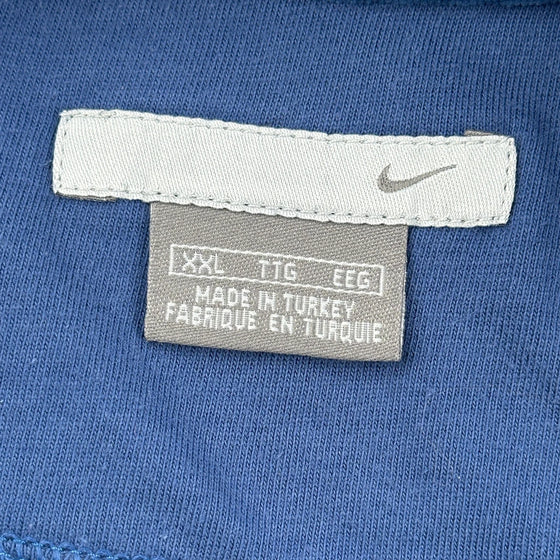 XXL TTG EEG
MADE IN TURKEY
FABRIQUE EN TURQUIE